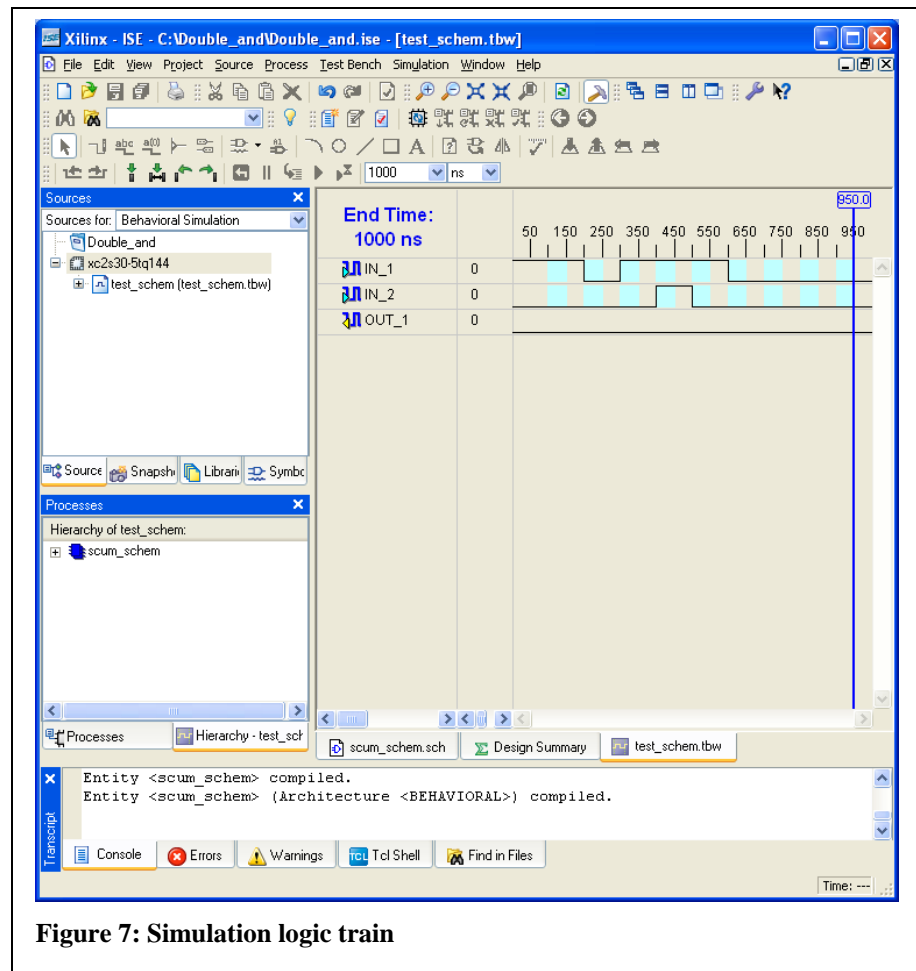 Xilinx - ISE - C:\Double_and\Double_and.ise - [test_schem.tbw]
File Edit View Project Source Process Test Bench Simulation Window Help
1000 ns
Sources
Sources for: Behavioral Simulation
Double_and
xc2s30-5tq144
test_schem (test_schem.tbw)
Source Snapsh Librari Symbc
Processes
Hierarchy of test_schem:
scum_schem
Processes Hierarchy - test_sch
950.0
End Time:
1000 ns
50 150 250 350 450 550 650 750 850 950
IN_1 0
IN_2 0
OUT_1 0
scum_schem.sch Design Summary test_schem.tbw
Transcript
Entity <scum_schem> compiled.
Entity <scum_schem> (Architecture <BEHAVIORAL>) compiled.
Console Errors Warnings Tcl Shell Find in Files
Time: ---
Figure 7: Simulation logic train